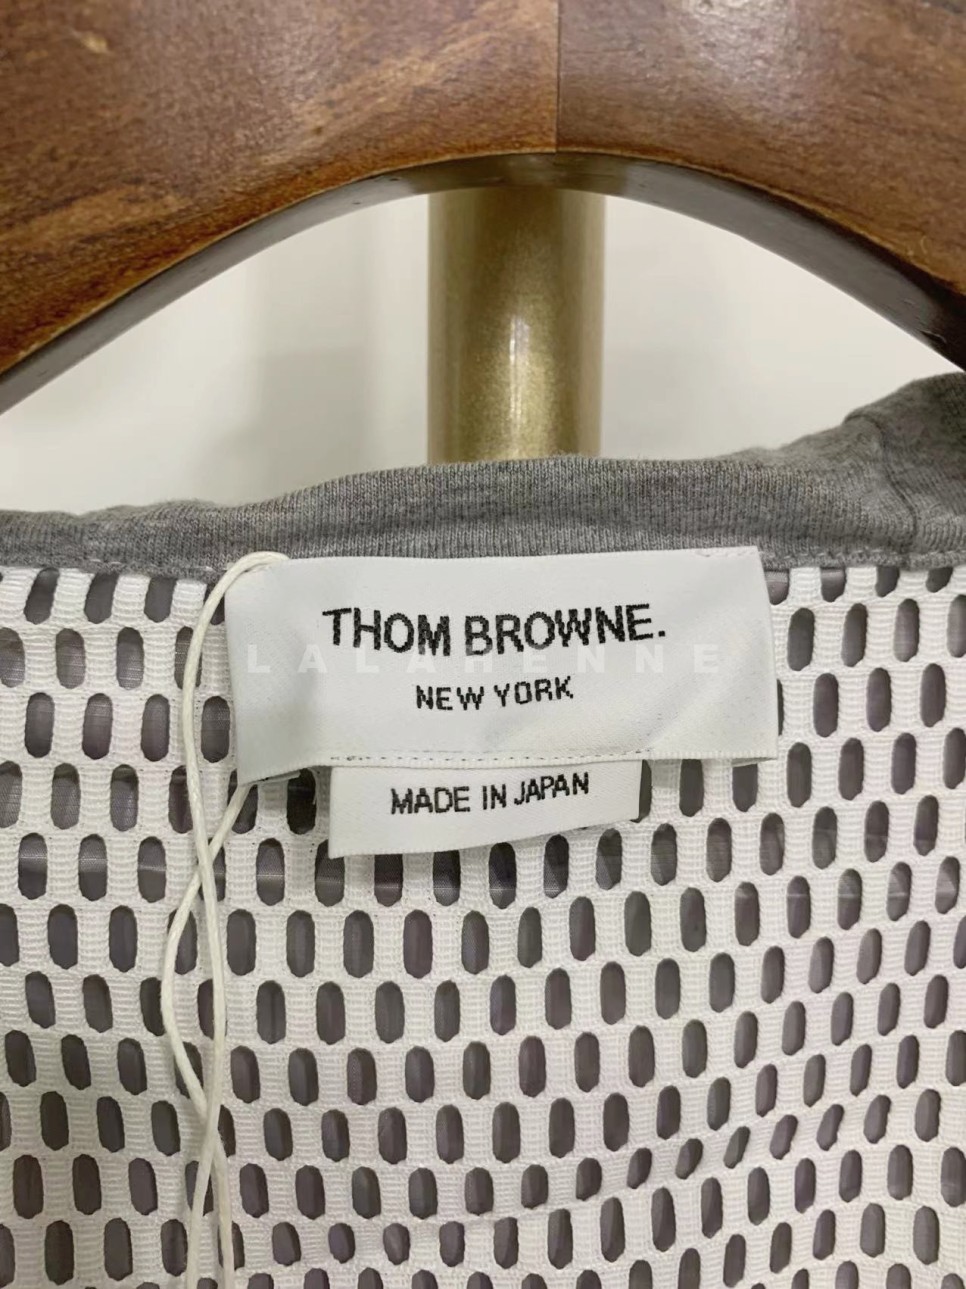 THOM BROWNE.
LALAHENNE
NEW YORK
MADE IN JAPAN